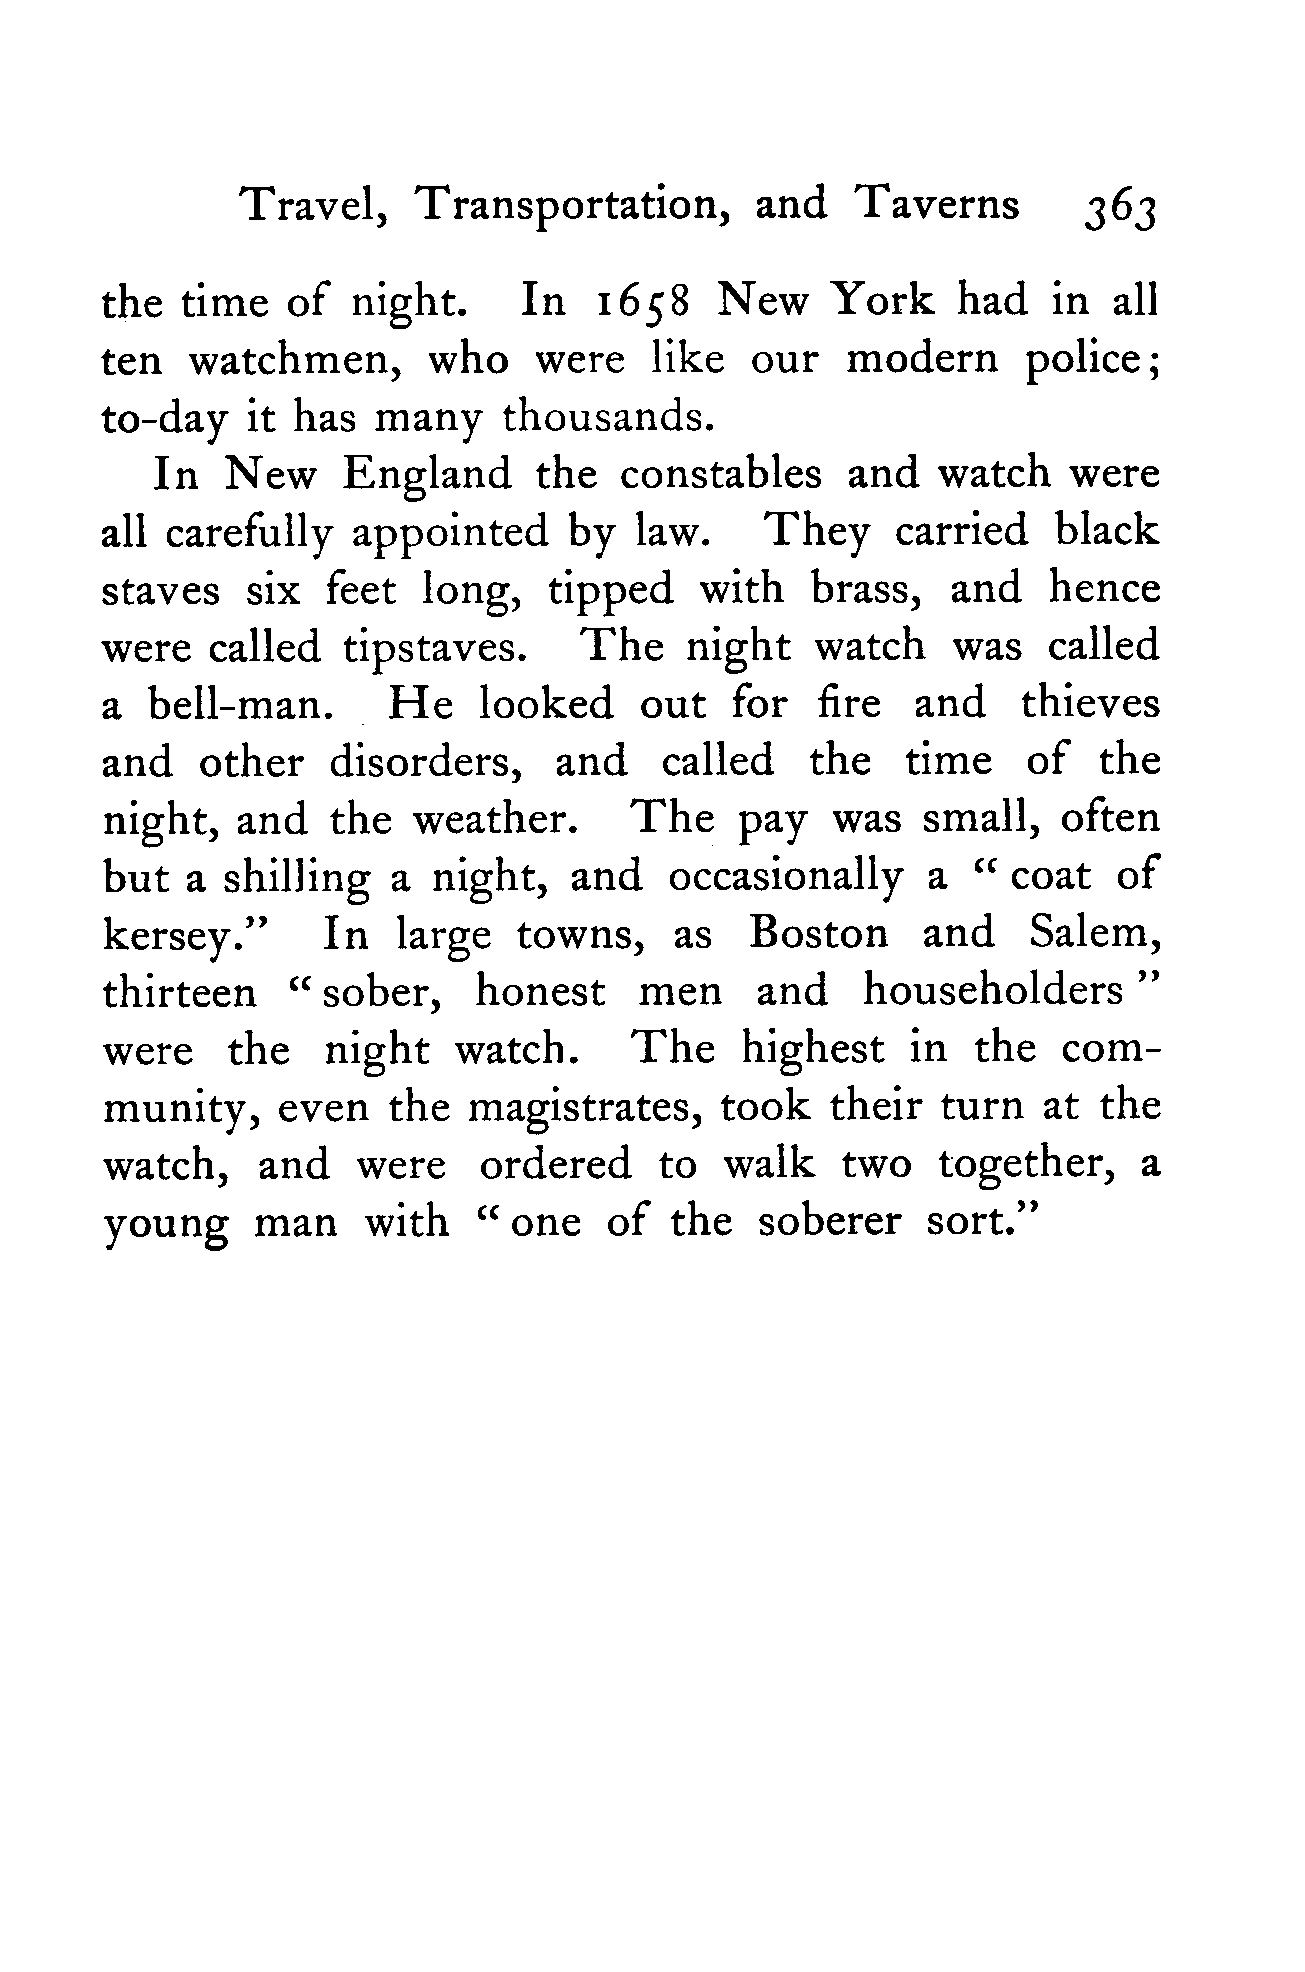 Travel, Transportation, and Taverns 363
the time of night. In 1658 New York had in all
ten watchmen, who were like our modern police;
to-day it has many thousands.
In New England the constables and watch were
all carefully appointed by law. They carried black
staves six feet long, tipped with brass, and hence
were called tipstaves. The night watch was called
a bell-man. He looked out for fire and thieves
and other disorders, and called the time of the
night, and the weather. The pay was small, often
but a shilling a night, and occasionally a “ coat of
kersey.” In large towns, as Boston and Salem,
thirteen “ sober, honest men and householders ”
were the night watch. The highest in the com-
munity, even the magistrates, took their turn at the
watch, and were ordered to walk two together, a
young man with “ one of the soberer sort.”